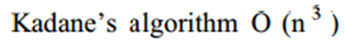 Kadane’s algorithm Ō (n³̄ )